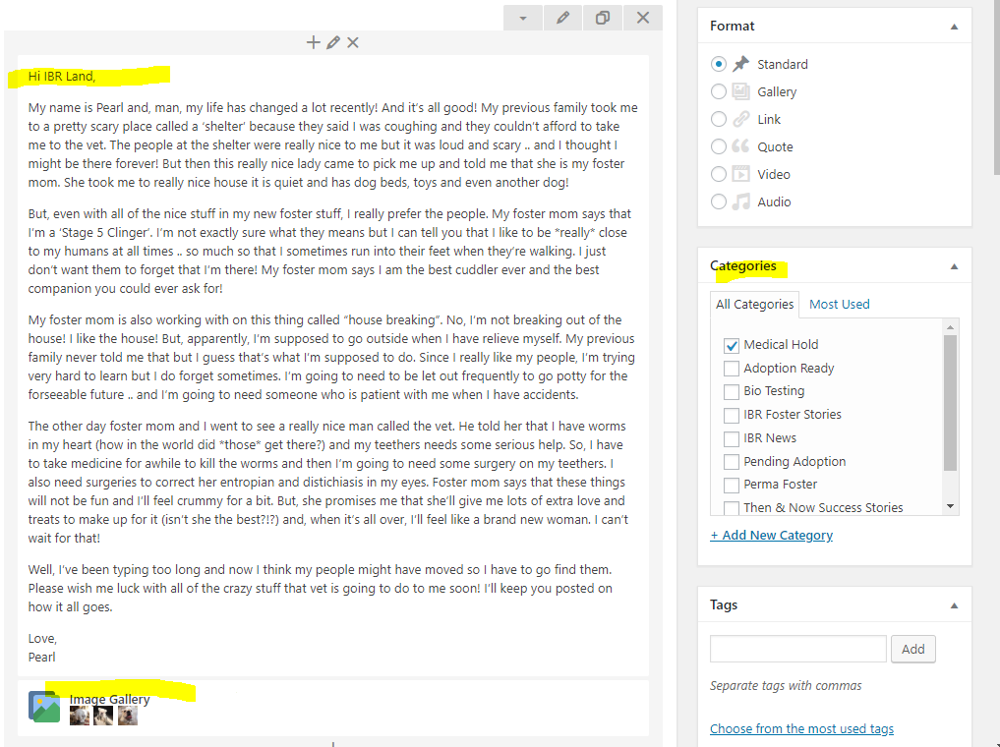 Hi IBR Land,
My name is Pearl and, man, my life has changed a lot recently! And it's all good! My previous family took me
to a pretty scary place called a 'shelter' because they said I was coughing and they couldn't afford to take
me to the vet. The people at the shelter were really nice to me but it was loud and scary .. and I thought I
might be there forever! But then this really nice lady came to pick me up and told me that she is my foster
mom. She took me to really nice house it is quiet and has dog beds, toys and even another dog!
But, even with all of the nice stuff in my new foster stuff, I really prefer the people. My foster mom says that
I'm a 'Stage 5 Clinger'. I'm not exactly sure what they means but I can tell you that I like to be *really* close
to my humans at all times .. so much so that I sometimes run into their feet when they're walking. I just
don't want them to forget that I'm there! My foster mom says I am the best cuddler ever and the best
companion you could ever ask for!
My foster mom is also working with on this thing called "house breaking". No, I'm not breaking out of the
house! I like the house! But, apparently, I'm supposed to go outside when I have relieve myself. My previous
family never told me that but I guess that's what I'm supposed to do. Since I really like my people, I'm trying
very hard to learn but I do forget sometimes. I'm going to need to be let out frequently to go potty for the
forseeable future .. and I'm going to need someone who is patient with me when I have accidents.
The other day foster mom and I went to see a really nice man called the vet. He told her that I have worms
in my heart (how in the world did *those* get there?) and my teethers needs some serious help. So, I have
to take medicine for awhile to kill the worms and then I'm going to need some surgery on my teethers. I
also need surgeries to correct her entropian and distichiasis in my eyes. Foster mom says that these things
will not be fun and I'll feel crummy for a bit. But, she promises me that she'll give me lots of extra love and
treats to make up for it (isn't she the best?!?) and, when it's all over, I'll feel like a brand new woman. I can't
wait for that!
Well, I've been typing too long and now I think my people might have moved so I have to go find them.
Please wish me luck with all of the crazy stuff that vet is going to do to me soon! I'll keep you posted on
how it all goes.
Love,
Pearl
Image Gallery
Format
Standard
Gallery
Link
Quote
Video
Audio
Categories
All Categories Most Used
Medical Hold
Adoption Ready
Bio Testing
IBR Foster Stories
IBR News
Pending Adoption
Perma Foster
Then & Now Success Stories
+ Add New Category
Tags
Add
Separate tags with commas
Choose from the most used tags